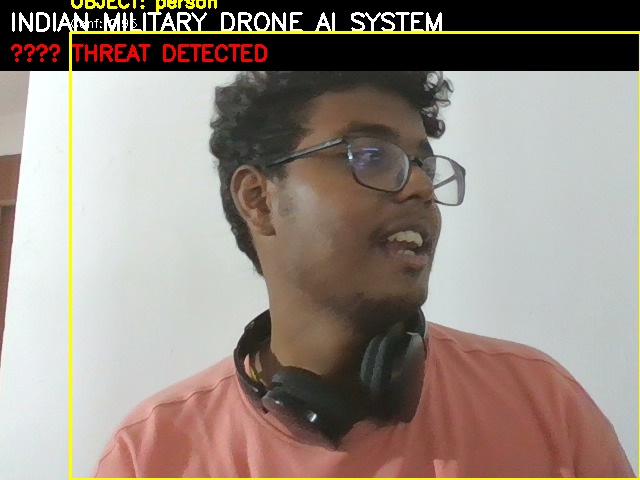 OBJECT: person
INDIAN MILITARY DRONE AI SYSTEM
???? THREAT DETECTED